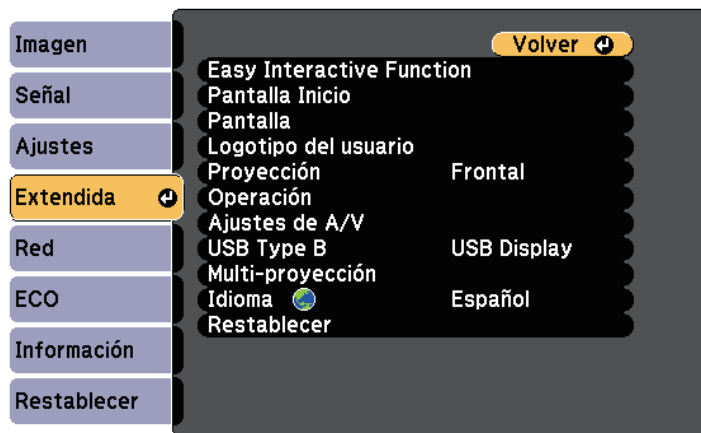 Imagen
Señal
Ajustes
Extendida
Red
ECO
Información
Restablecer
Volver
Easy Interactive Function
Pantalla Inicio
Pantalla
Logotipo del usuario
Proyección Frontal
Operación
Ajustes de A/V
USB Type B USB Display
Multi-proyección
Idioma Español
Restablecer